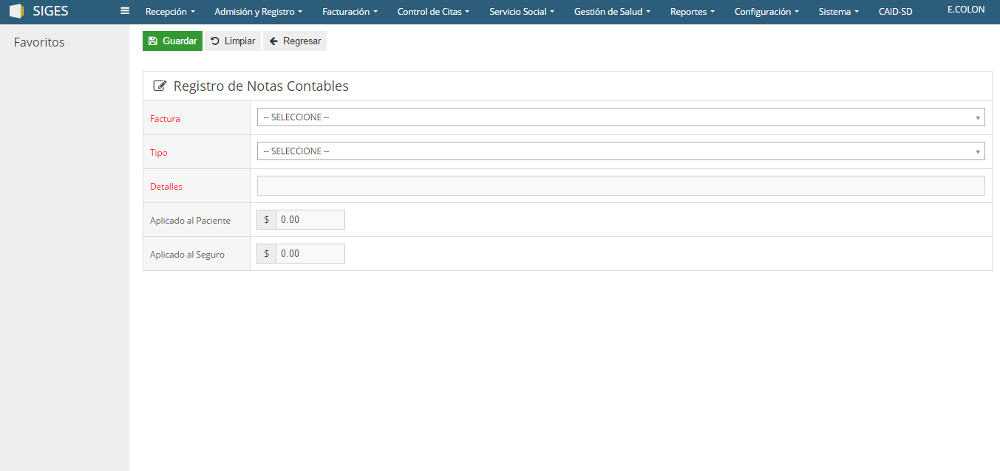 SIGES Recepción Admisión y Registro Facturación Control de Citas Servicio Social Gestión de Salud Reportes Configuración Sistema CAID-SD E.COLON
Favoritos
Guardar Limpiar Regresar
Registro de Notas Contables
Factura -- SELECCIONE --
Tipo -- SELECCIONE --
Detalles
Aplicado al Paciente $ 0.00
Aplicado al Seguro $ 0.00